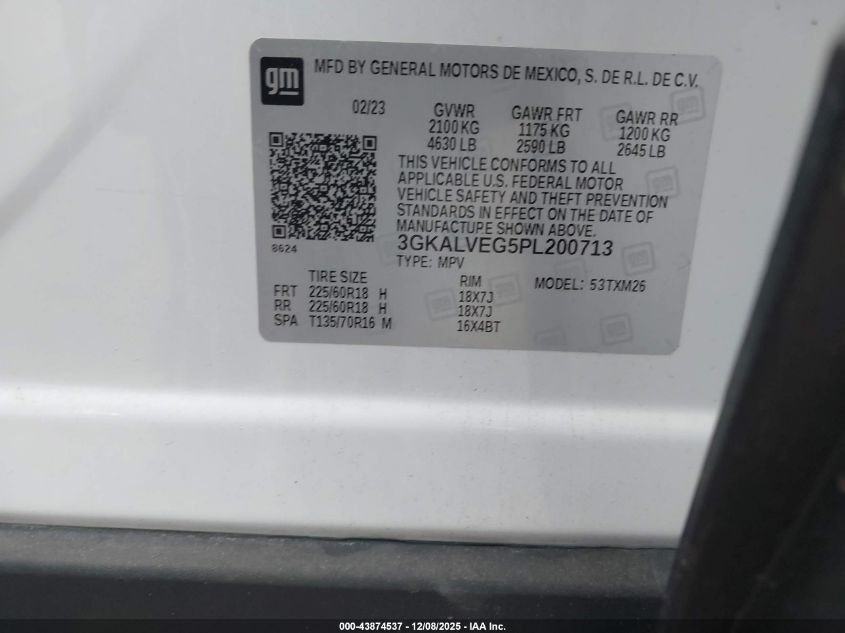 gm
MFD BY GENERAL MOTORS DE MEXICO, S. DE R.L. DE C.V.
02/23 GVWR GAWR FRT GAWR RR
2100 KG 1175 KG 1200 KG
4630 LB 2590 LB 2645 LB
THIS VEHICLE CONFORMS TO ALL
APPLICABLE U.S. FEDERAL MOTOR
VEHICLE SAFETY AND THEFT PREVENTION
STANDARDS IN EFFECT ON THE DATE OF
MANUFACTURE SHOWN ABOVE.
8624
3GKALVEG5PL200713
TYPE: MPV
TIRE SIZE RIM MODEL: 53TXM26
FRT 225/60R18 H 18X7J
RR 225/60R18 H 18X7J
SPA T135/70R16 M 16X4BT
000-43874537 - 12/08/2025 - IAA Inc.